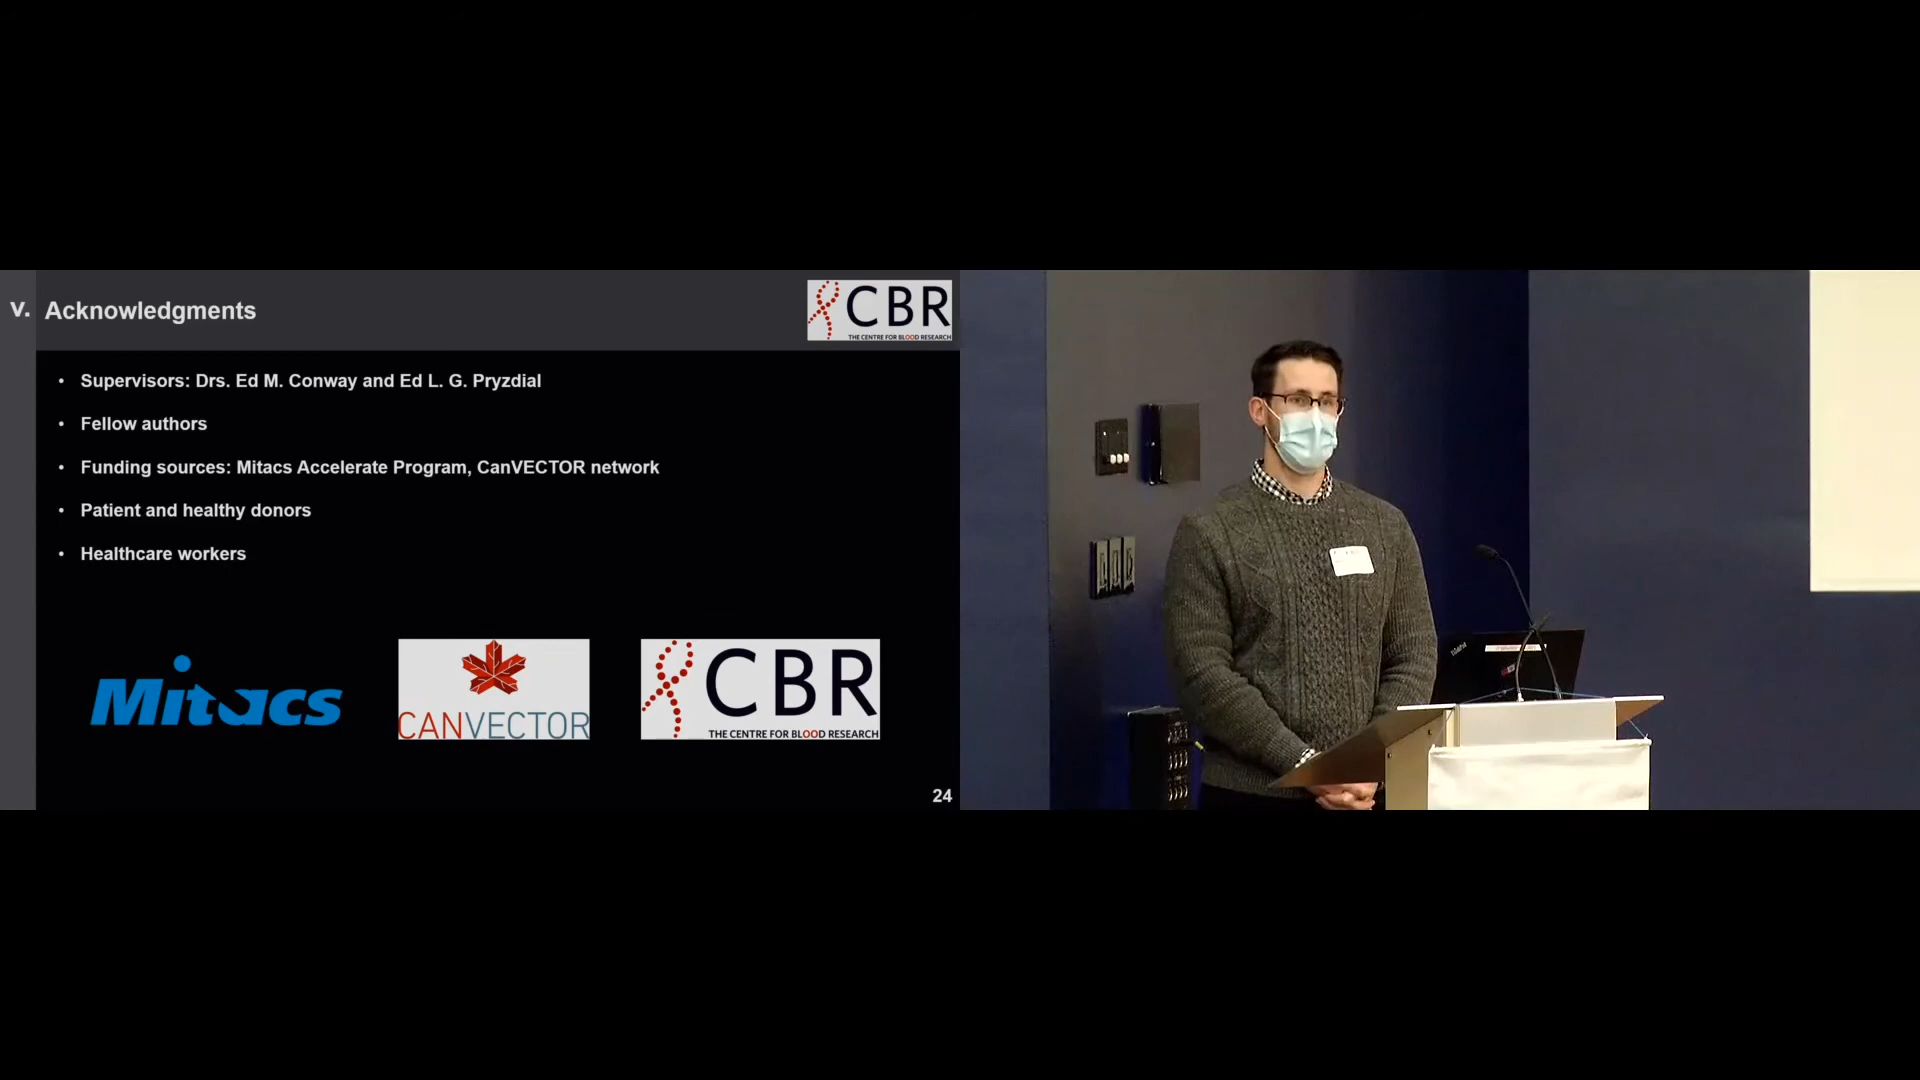 V. Acknowledgments
CBR
THE CENTRE FOR BLOOD RESEARCH
• Supervisors: Drs. Ed M. Conway and Ed L. G. Pryzdial
• Fellow authors
• Funding sources: Mitacs Accelerate Program, CanVECTOR network
• Patient and healthy donors
• Healthcare workers
Mitacs
CANVECTOR
CBR
THE CENTRE FOR BLOOD RESEARCH
24
ThinkPad